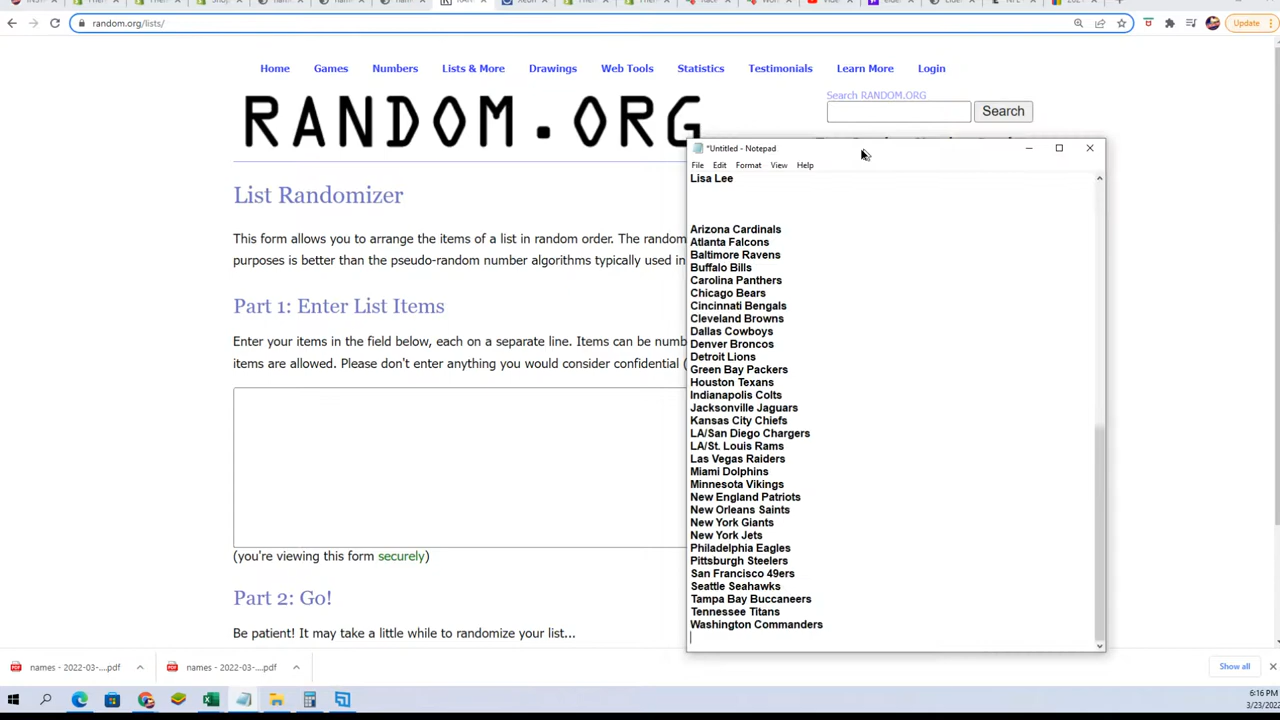 random.org/lists/
Update
Home Games Numbers Lists & More Drawings Web Tools Statistics Testimonials Learn More Login
Search RANDOM.ORG
RANDOM.ORG
Search
*Untitled - Notepad
File Edit Format View Help
Lisa Lee
List Randomizer
This form allows you to arrange the items of a list in random order. The random
purposes is better than the pseudo-random number algorithms typically used in
Part 1: Enter List Items
Enter your items in the field below, each on a separate line. Items can be numb
items are allowed. Please don't enter anything you would consider confidential (
(you're viewing this form securely)
Part 2: Go!
Be patient! It may take a little while to randomize your list...
Arizona Cardinals
Atlanta Falcons
Baltimore Ravens
Buffalo Bills
Carolina Panthers
Chicago Bears
Cincinnati Bengals
Cleveland Browns
Dallas Cowboys
Denver Broncos
Detroit Lions
Green Bay Packers
Houston Texans
Indianapolis Colts
Jacksonville Jaguars
Kansas City Chiefs
LA/San Diego Chargers
LA/St. Louis Rams
Las Vegas Raiders
Miami Dolphins
Minnesota Vikings
New England Patriots
New Orleans Saints
New York Giants
New York Jets
Philadelphia Eagles
Pittsburgh Steelers
San Francisco 49ers
Seattle Seahawks
Tampa Bay Buccaneers
Tennessee Titans
Washington Commanders
names - 2022-03-....pdf
names - 2022-03-....pdf
Show all
6:16 PM
3/23/2022